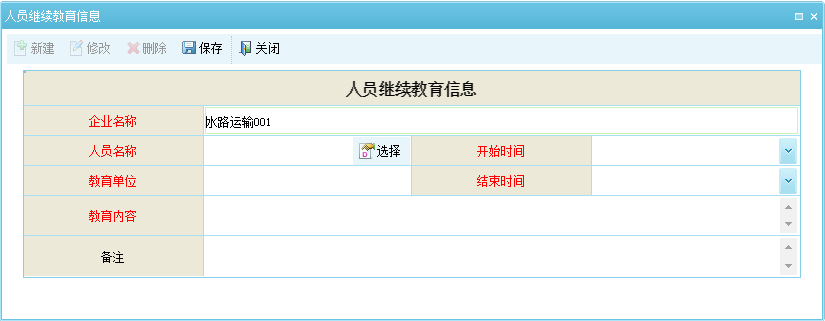 人员继续教育信息
新建 修改 删除 保存 关闭
人员继续教育信息
企业名称 水路运输001
人员名称 选择 开始时间
教育单位 结束时间
教育内容
备注